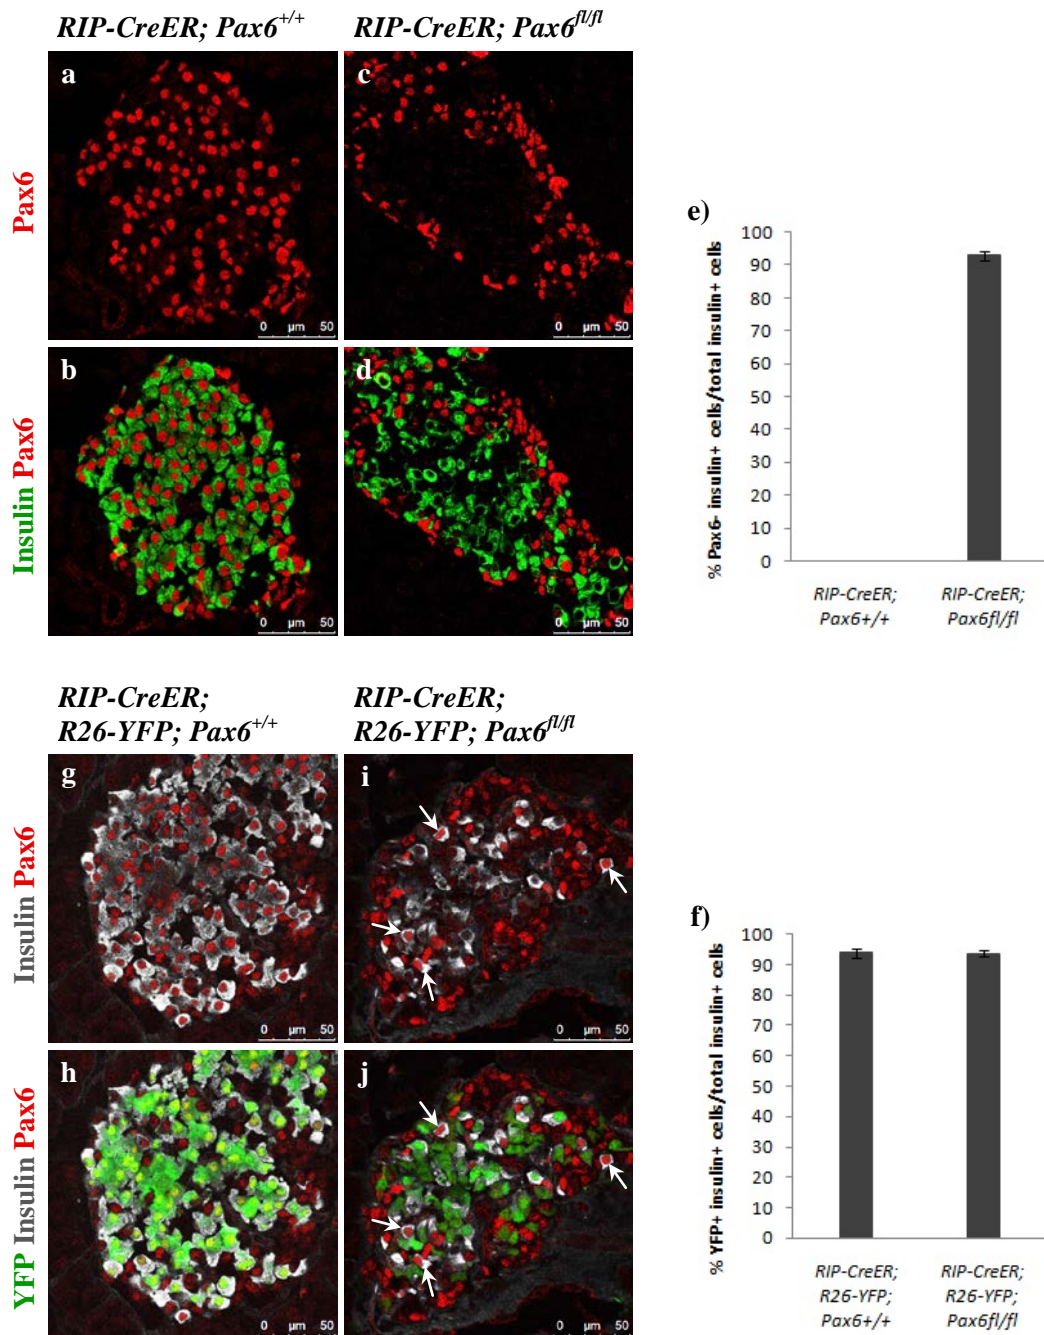 RIP-CreER; Pax6+/+
RIP-CreER; Pax6fl/fl
Pax6
a
0 µm 50
c
0 µm 50
Insulin Pax6
b
0 µm 50
d
0 µm 50
e)
% Pax6- insulin+ cells/total insulin+ cells
100
90
80
70
60
50
40
30
20
10
0
RIP-CreER;
Pax6+/+
RIP-CreER;
Pax6fl/fl
RIP-CreER;
R26-YFP; Pax6+/+
RIP-CreER;
R26-YFP; Pax6fl/fl
Insulin Pax6
g
0 µm 50
i
0 µm 50
YFP Insulin Pax6
h
0 µm 50
j
0 µm 50
f)
% YFP+ insulin+ cells/total insulin+ cells
100
90
80
70
60
50
40
30
20
10
0
RIP-CreER;
R26-YFP;
Pax6+/+
RIP-CreER;
R26-YFP;
Pax6fl/fl